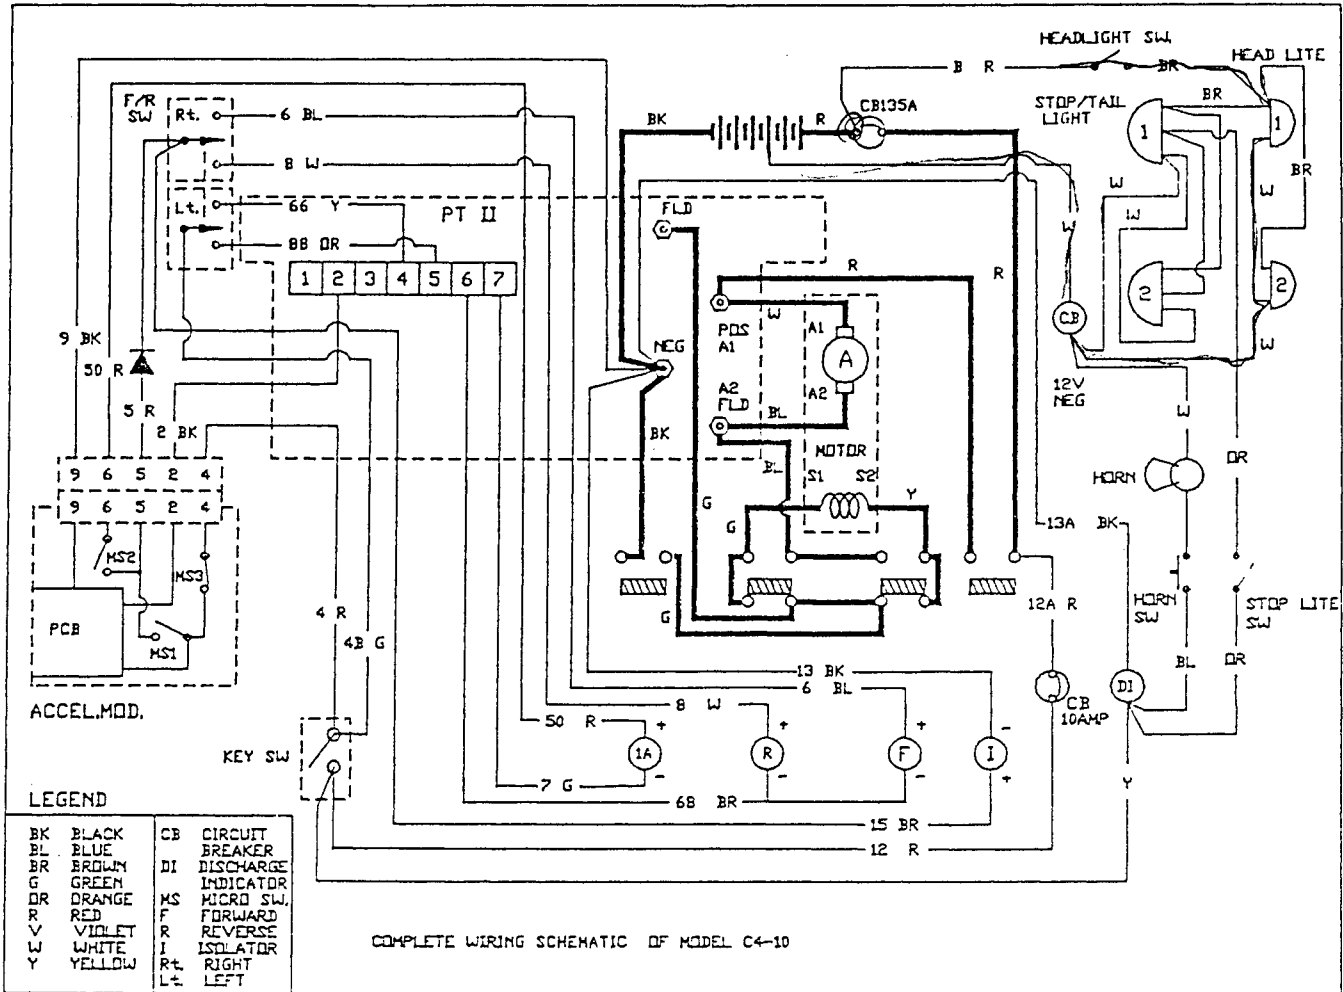 HEADLIGHT SW.
HEAD LITE
B R
BR
BR
STOP/TAIL
LIGHT
CB135A
BK
R
F/R
SW
Rt.
6 BL
8 W
1
1
BR
Lt.
66 Y
PT II
FLD
W
W
W
88 OR
1 2 3 4 5 6 7
R
R
W
2
2
CB
9 BK
NEG
POS
A1
W
A1
A
A2
W
50 R
12V
NEG
A2
FLD
BL
W
5 R
2 BK
BK
BL
MOTOR
S1 S2
Y
OR
HORN
9 6 5 2 4
9 6 5 2 4
G
G
13A BK
MS2
MS3
PCB
MS1
4 R
4B G
G
12A R
HORN
SW
STOP LITE
SW
BL
OR
ACCEL.MOD.
13 BK
6 BL
8 W
50 R
CB
10AMP
DI
KEY SW
+ + + -
1A R F I
- - - +
7 G
68 BR
Y
15 BR
12 R
LEGEND
BK BLACK CB CIRCUIT
BL BLUE BREAKER
BR BROWN DI DISCHARGE
G GREEN INDICATOR
OR ORANGE MS MICRO SW.
R RED F FORWARD
V VIOLET R REVERSE
W WHITE I ISOLATOR
Y YELLOW Rt. RIGHT
Lt. LEFT
COMPLETE WIRING SCHEMATIC OF MODEL C4-10